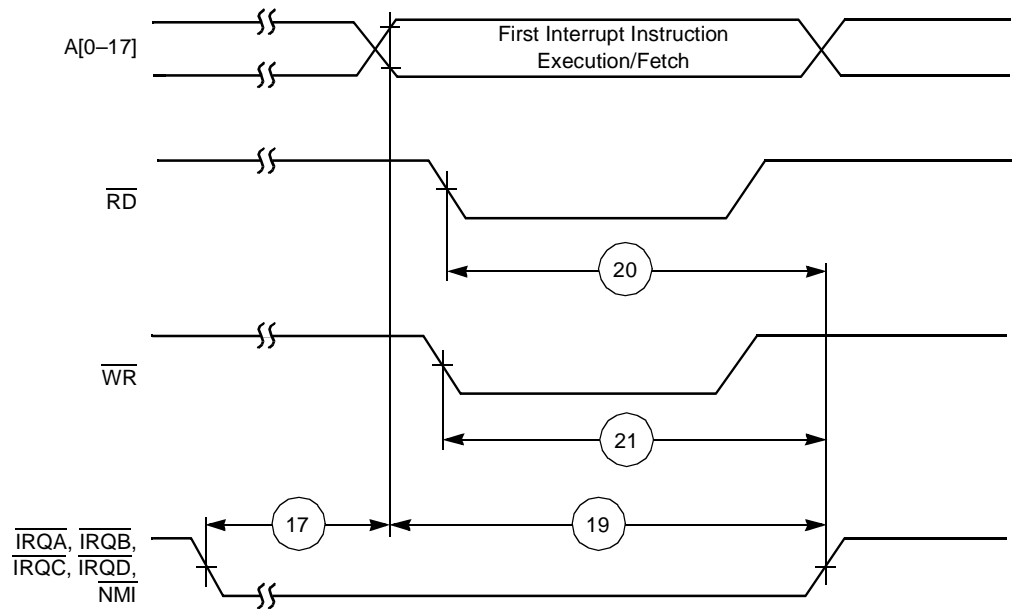 A[0–17]
First Interrupt Instruction
Execution/Fetch
RD
20
WR
21
17
19
IRQA, IRQB,
IRQC, IRQD,
NMI